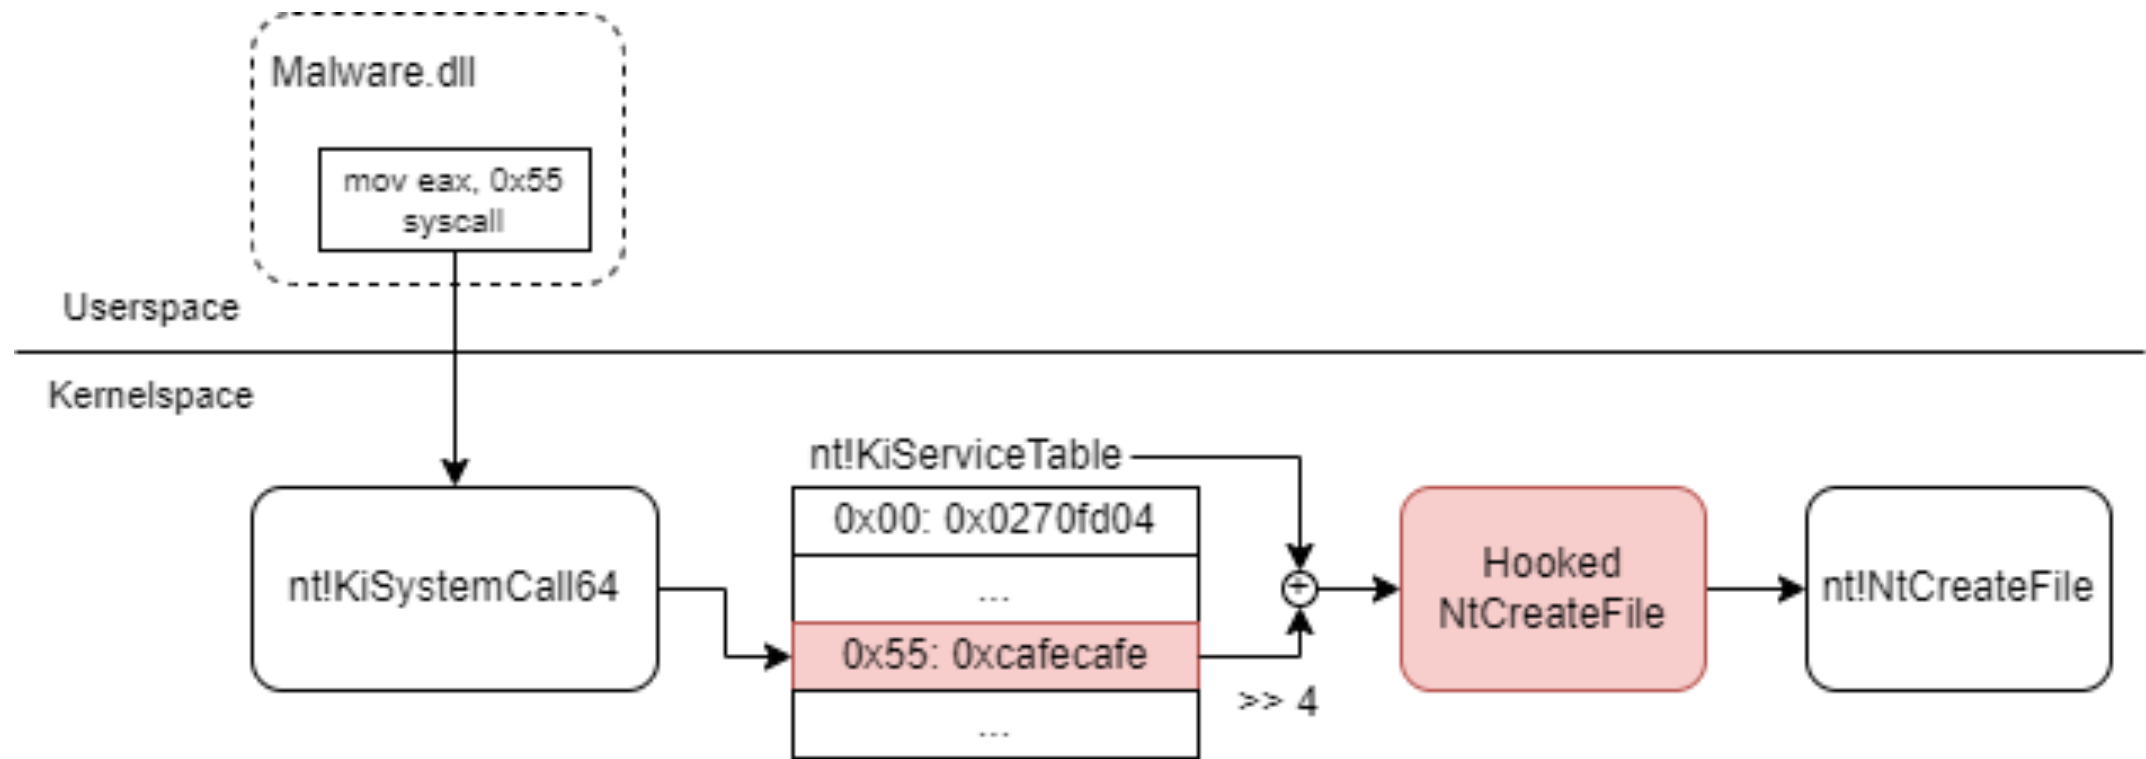 Malware.dll
mov eax, 0x55
syscall
Userspace
Kernelspace
nt!KiServiceTable
nt!KiSystemCall64
0x00: 0x0270fd04
...
0x55: 0xcafecafe
...
+
>> 4
Hooked
NtCreateFile
nt!NtCreateFile